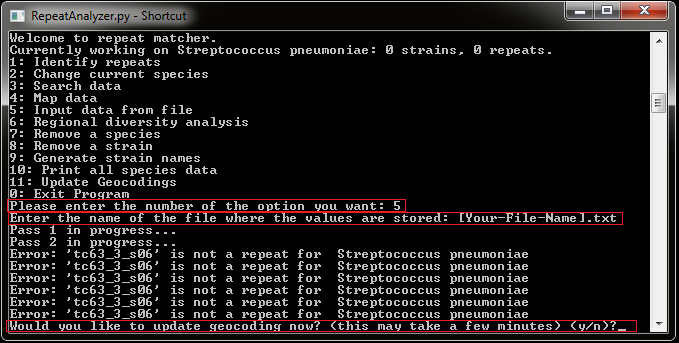 RepeatAnalyzer.py - Shortcut
Welcome to repeat matcher.
Currently working on Streptococcus pneumoniae: 0 strains, 0 repeats.
1: Identify repeats
2: Change current species
3: Search data
4: Map data
5: Input data from file
6: Regional diversity analysis
7: Remove a species
8: Remove a strain
9: Generate strain names
10: Print all species data
11: Update Geocodings
0: Exit Program
Please enter the number of the option you want: 5
Enter the name of the file where the values are stored: [Your-File-Name].txt
Pass 1 in progress...
Pass 2 in progress...
Error: 'tc63_3_s06' is not a repeat for  Streptococcus pneumoniae
Error: 'tc63_3_s06' is not a repeat for  Streptococcus pneumoniae
Error: 'tc63_3_s06' is not a repeat for  Streptococcus pneumoniae
Error: 'tc63_3_s06' is not a repeat for  Streptococcus pneumoniae
Error: 'tc63_3_s06' is not a repeat for  Streptococcus pneumoniae
Error: 'tc63_3_s06' is not a repeat for  Streptococcus pneumoniae
Would you like to update geocoding now? (this may take a few minutes) (y/n)?_